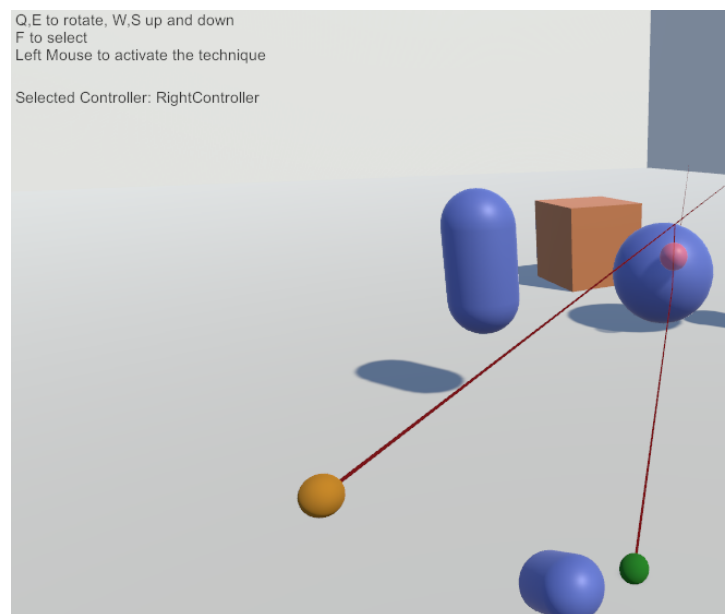 Q,E to rotate, W,S up and down
F to select
Left Mouse to activate the technique
Selected Controller: RightController